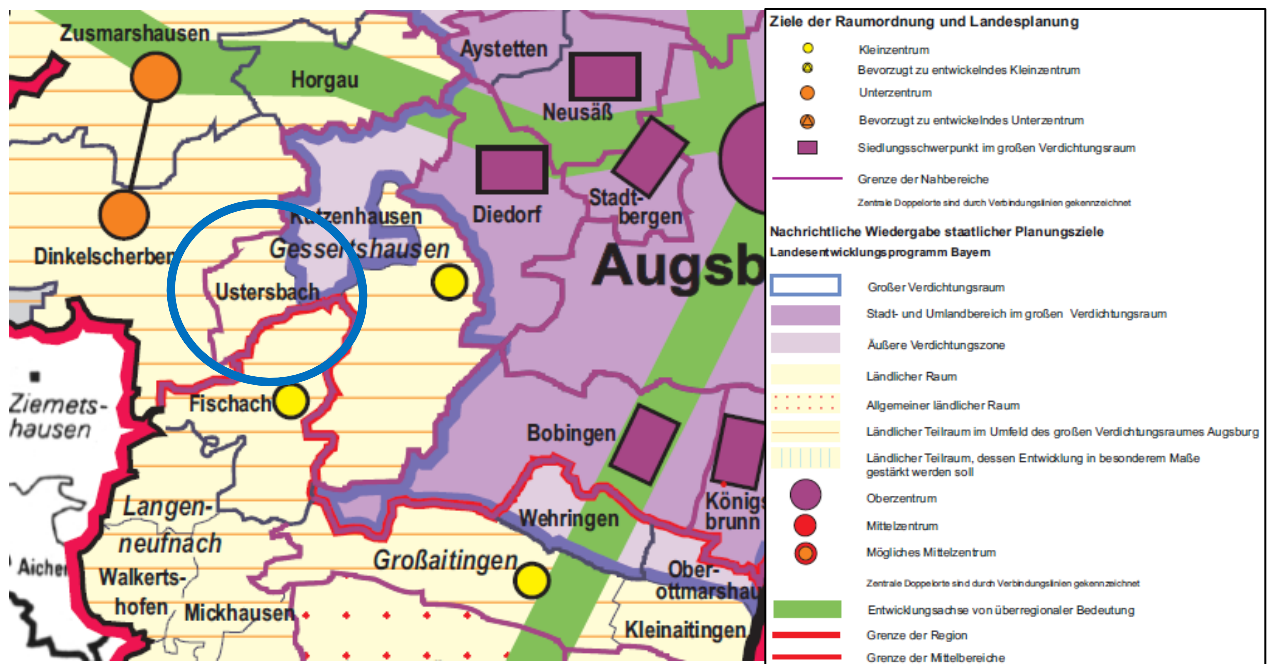 Zusmarshausen
Aystetten
Horgau
Neusäß
Stadt-
bergen
Diedorf
Kutzenhausen
Gessertshausen
Dinkelscherben
Augsb
Ustersbach
Fischach
Ziemets-
hausen
Bobingen
Königs
brunn
Langen-
neufnach
Wehringen
Großaitingen
Aichen
Walkerts-
hofen
Mickhausen
Ober-
ottmarshau
Kleinaitingen
Ziele der Raumordnung und Landesplanung
Kleinzentrum
Bevorzugt zu entwickelndes Kleinzentrum
Unterzentrum
Bevorzugt zu entwickelndes Unterzentrum
Siedlungsschwerpunkt im großen Verdichtungsraum
Grenze der Nahbereiche
Zentrale Doppelorte sind durch Verbindungslinien gekennzeichnet
Nachrichtliche Wiedergabe staatlicher Planungsziele
Landesentwicklungsprogramm Bayern
Großer Verdichtungsraum
Stadt- und Umlandbereich im großen Verdichtungsraum
Äußere Verdichtungszone
Ländlicher Raum
Allgemeiner ländlicher Raum
Ländlicher Teilraum im Umfeld des großen Verdichtungsraumes Augsburg
Ländlicher Teilraum, dessen Entwicklung in besonderem Maße
gestärkt werden soll
Oberzentrum
Mittelzentrum
Mögliches Mittelzentrum
Zentrale Doppelorte sind durch Verbindungslinien gekennzeichnet
Entwicklungsachse von überregionaler Bedeutung
Grenze der Region
Grenze der Mittelbereiche